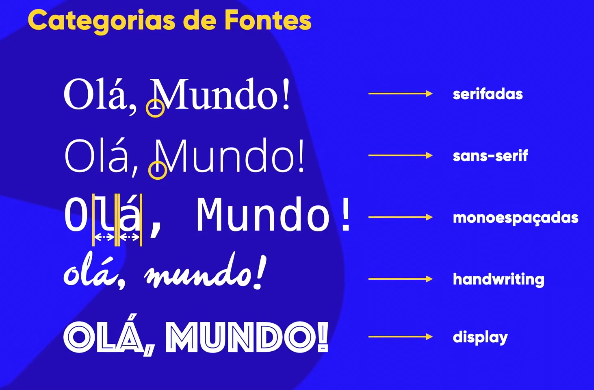 Categorias de Fontes
Olá, Mundo! serifadas
Olá, Mundo! sans-serif
Olá, Mundo! monoespaçadas
olá, mundo! handwriting
OLÁ, MUNDO! display